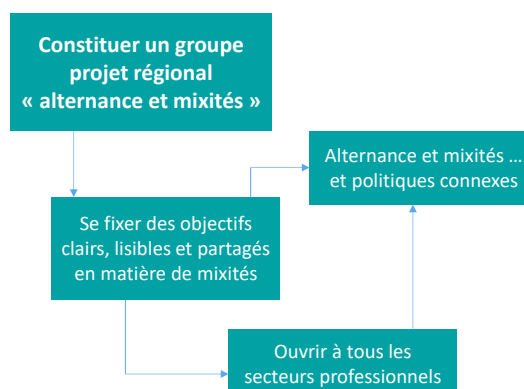 Constituer un groupe
projet régional
« alternance et mixités »
Alternance et mixités …
et politiques connexes
Se fixer des objectifs
clairs, lisibles et partagés
en matière de mixités
Ouvrir à tous les
secteurs professionnels